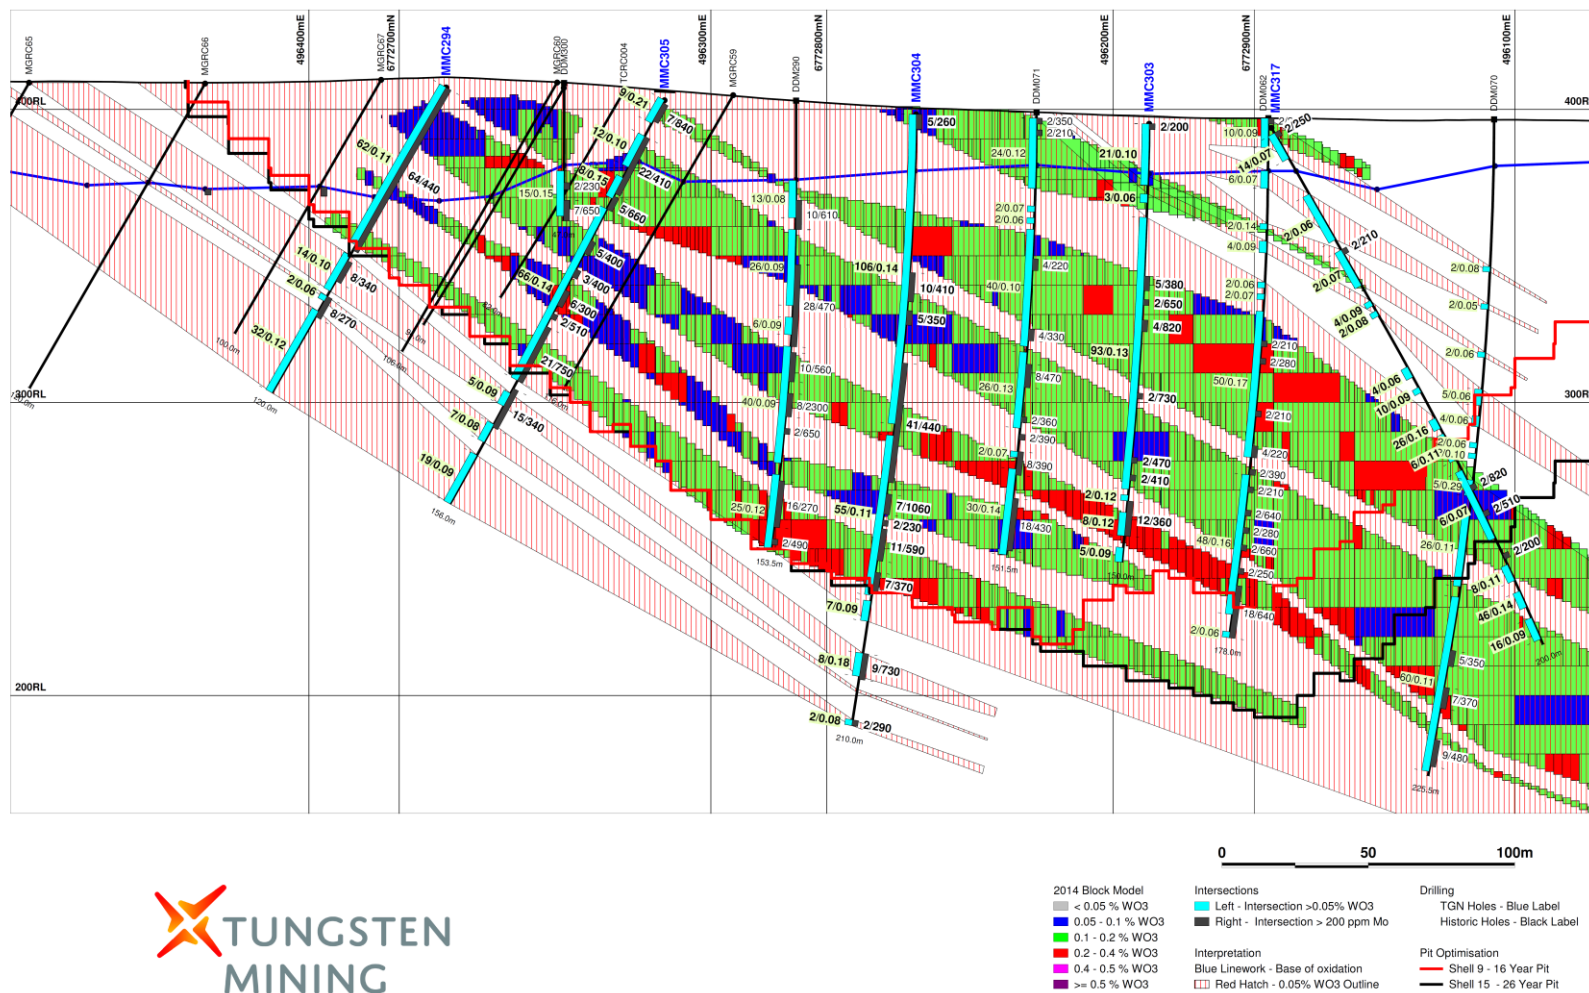 MGRC65
MGRC66
496400mE
MGRC67
6772700mN
MMC294
MGRC60
DDM300
TCRC004
MMC305
496300mE
MGRC59
DDM290
6772800mN
MMC304
DDM071
496200mE
MMC303
6772900mN
DDM062
MMC317
DDM070
496100mE
400RL
400R
9/0.21
7/840
5/260
2/350
2/210
2/200
10/0.09
2/250
62/0.11
12/0.10
22/410
24/0.12
21/0.10
14/0.07
64/440
8/0.15
2/230
15/0.15
7/650
5/660
13/0.08
10/610
2/07
2/06
3/0.06
6/0.07
2/0.14
4/0.09
2/0.06
2/210
14/0.10
8/340
5/400
26/0.09
106/0.14
4/220
2/0.07
2/0.08
2/0.06
66/0.14
3/400
10/410
40/0.10
5/380
2/650
2/0.06
2/0.07
2/0.05
8/270
6/300
2/510
28/470
5/350
4/820
4/0.09
2/0.08
32/0.12
6/0.09
4/330
93/0.13
2/210
2/280
2/0.06
100.0m
21/750
10/560
8/470
26/0.13
50/0.17
4/0.06
300RL
300R
120.0m
5/0.09
15/340
40/0.09
8/2300
2/730
2/210
10/0.09
5/0.06
7/0.08
2/650
41/440
2/360
2/390
26/0.16
4/0.06
19/0.09
2/0.07
8/390
2/470
2/410
4/220
2/390
2/210
6/0.11
2/0.06
7/0.10
5/0.29
2/820
156.0m
25/0.12
16/270
55/0.11
7/1060
2/230
30/0.14
18/430
2/0.12
8/0.12
12/360
2/640
2/280
6/0.07
2/510
2/490
153.5m
11/590
151.5m
5/0.09
150.0m
48/0.16
2/660
2/250
26/0.11
2/200
7/370
7/0.09
18/640
8/0.11
46/0.14
2/0.06
178.0m
16/0.09
200.0m
8/0.18
9/730
5/350
200RL
60/0.11
7/370
2/0.08
2/290
210.0m
9/480
225.5m
0 50 100m
TUNGSTEN
MINING
2014 Block Model
< 0.05 % WO3
0.05 - 0.1 % WO3
0.1 - 0.2 % WO3
0.2 - 0.4 % WO3
0.4 - 0.5 % WO3
>= 0.5 % WO3
Intersections
Left - Intersection >0.05% WO3
Right - Intersection > 200 ppm Mo
Interpretation
Blue Linework - Base of oxidation
Red Hatch - 0.05% WO3 Outline
Drilling
TGN Holes - Blue Label
Historic Holes - Black Label
Pit Optimisation
Shell 9 - 16 Year Pit
Shell 15 - 26 Year Pit